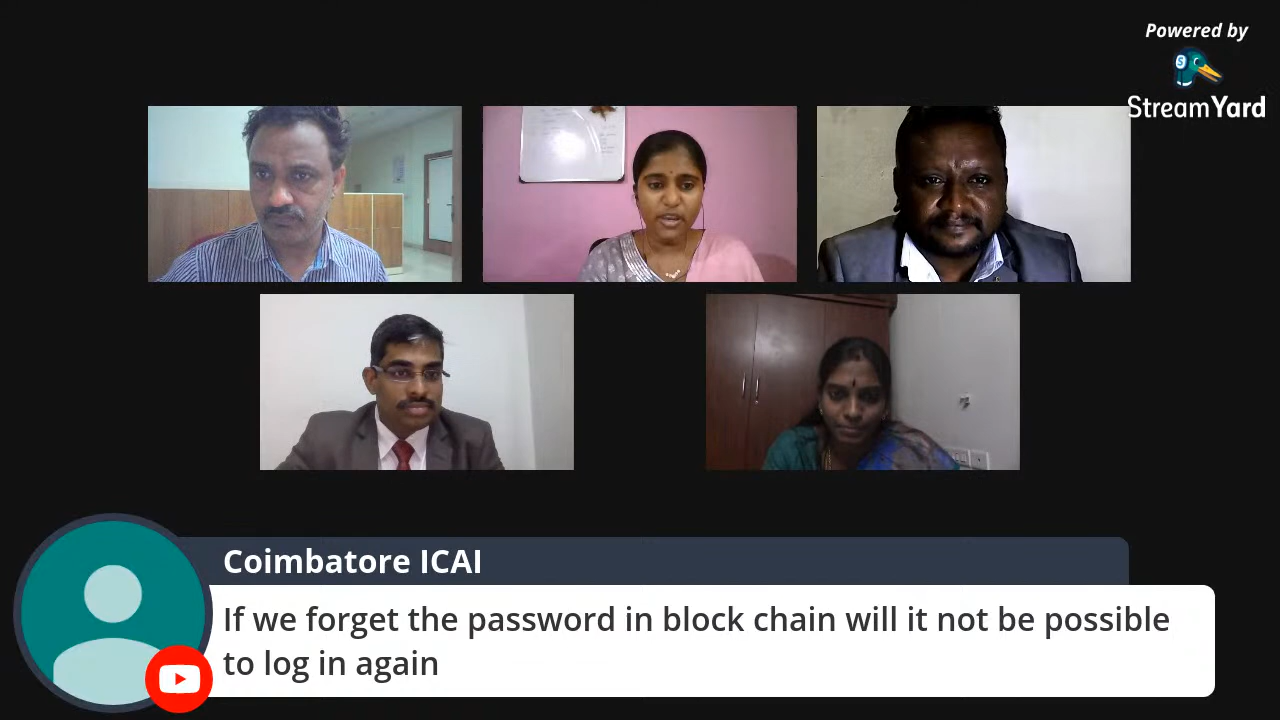 Powered by
StreamYard
Coimbatore ICAI
If we forget the password in block chain will it not be possible
to log in again